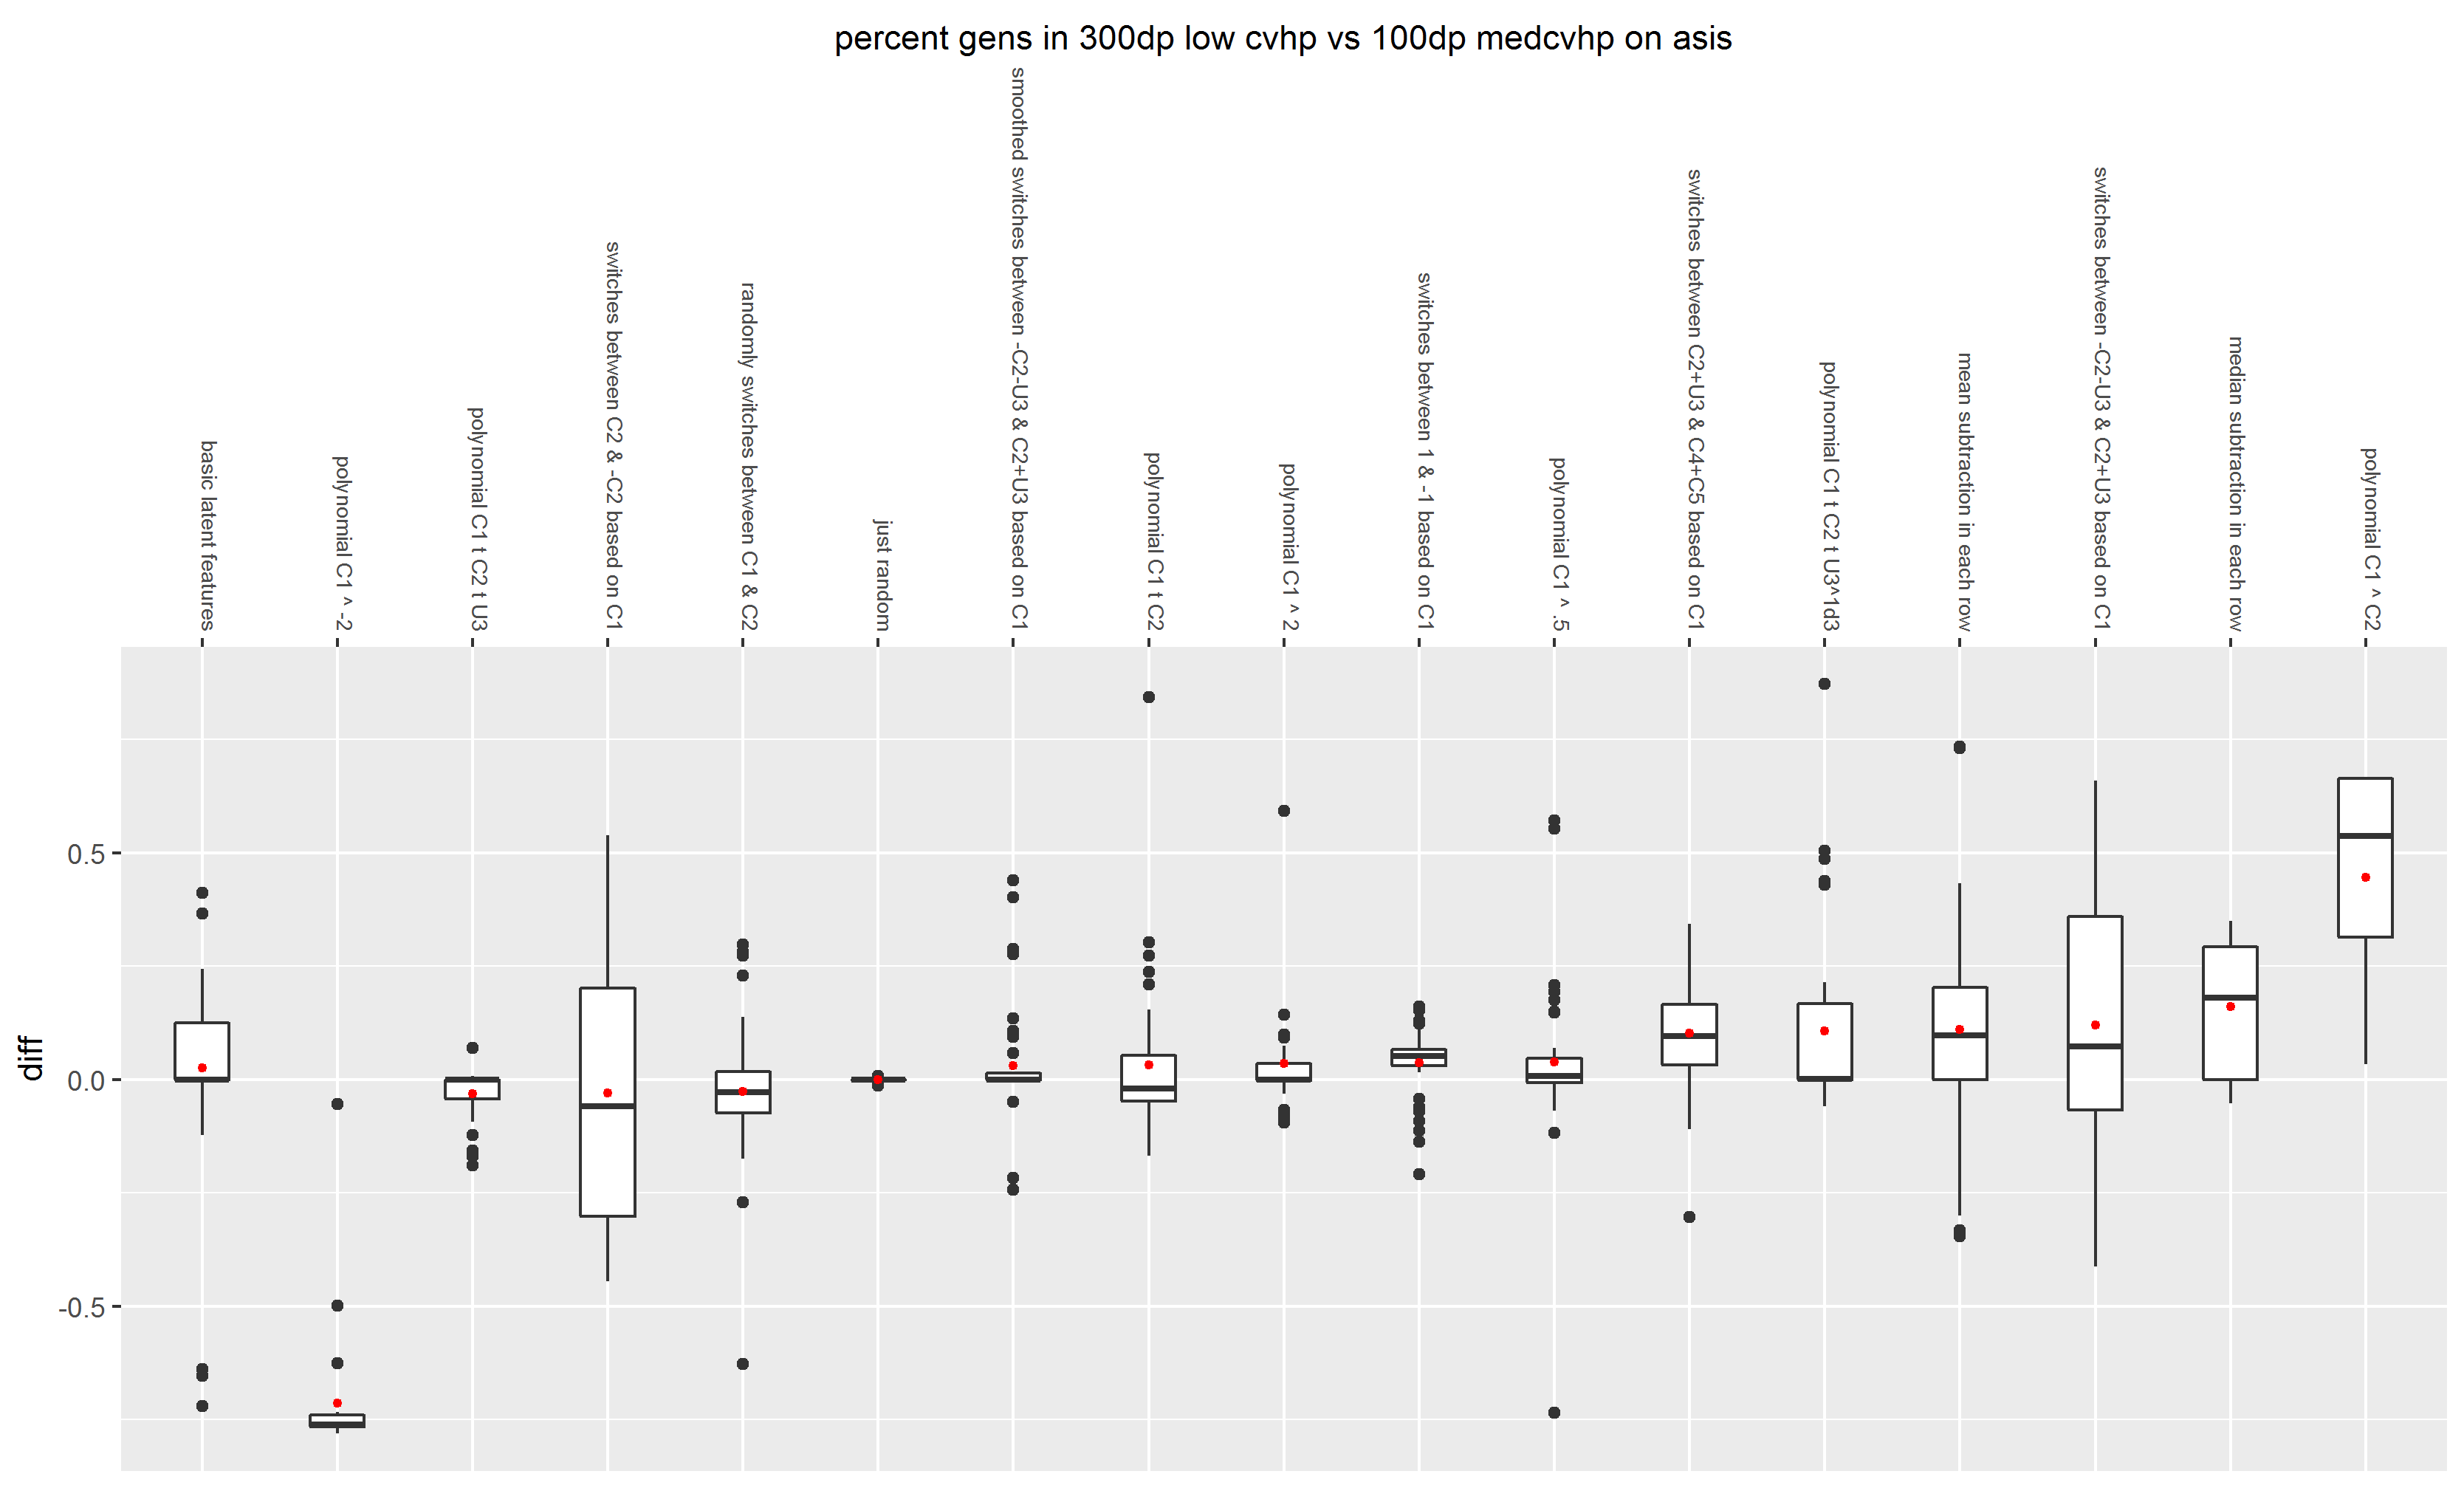 percent gens in 300dp low cvhp vs 100dp medcvhp on asis
basic latent features
polynomial C1 ^ -2
polynomial C1 t C2 t U3
switches between C2 & -C2 based on C1
randomly switches between C1 & C2
just random
smoothed switches between -C2-U3 & C2+U3 based on C1
polynomial C1 t C2
polynomial C1 ^ 2
switches between 1 & -1 based on C1
polynomial C1 ^ .5
switches between C2+U3 & C4+C5 based on C1
polynomial C1 t C2 t U3^1d3
mean subtraction in each row
switches between -C2-U3 & C2+U3 based on C1
median subtraction in each row
polynomial C1 ^ C2
diff
0.5
0.0
-0.5